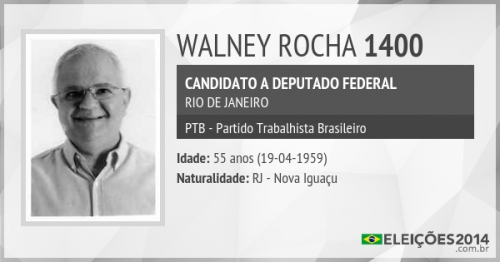 WALNEY ROCHA 1400
CANDIDATO A DEPUTADO FEDERAL
RIO DE JANEIRO
PTB - Partido Trabalhista Brasileiro
Idade: 55 anos (19-04-1959)
Naturalidade: RJ - Nova Iguaçu
ELEIÇÕES2014
.com.br